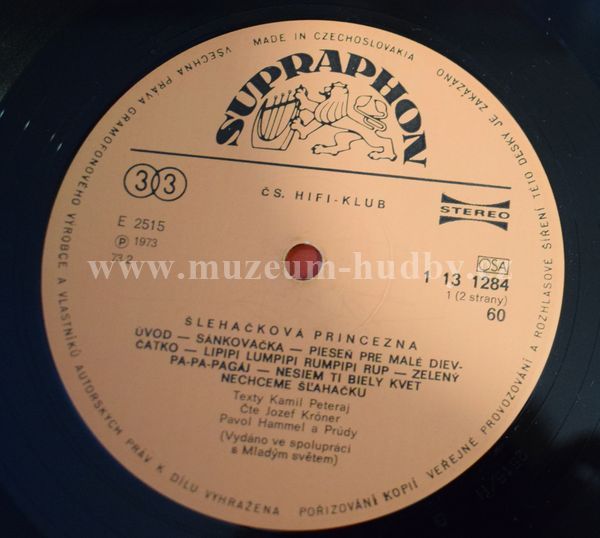 VŠECHNA PRÁVA GRAMOFONOVÉHO VÝROBCE A VLASTNÍKŮ AUTORSKÝCH PRÁV K DÍLU VYHRAŽENA
MADE IN CZECHOSLOVAKIA
POŘIZOVÁNÍ KOPIÍ VEŘEJNÉ PROVOZOVÁNÍ A ROZHLASOVÉ ŠÍŘENÍ TÉTO DESKY JE ZAKÁZÁNO
SUPRAPHON
33
ČS. HIFI-KLUB
STEREO
E 2515
Ⓟ 1973
73 2
www.muzeum-hudby.
OSA
1 13 1284
1 (2 strany)
60
ŠLEHAČKOVÁ PRINCEZNA
ÚVOD — SÁNKOVAČKA — PIESEŇ PRE MALÉ DIEV-
ČATKO — LIPIPI LUMPIPI RUMPIPI RUP — ZELENÝ
PA-PA-PAGÁJ — NESIEM TI BIELY KVET
NECHCEME ŠĽAHAČKU
Texty Kamil Peteraj
Čte Jozef Króner
Pavol Hammel a Prúdy
(Vydáno ve spolupráci
s Mladým světem)